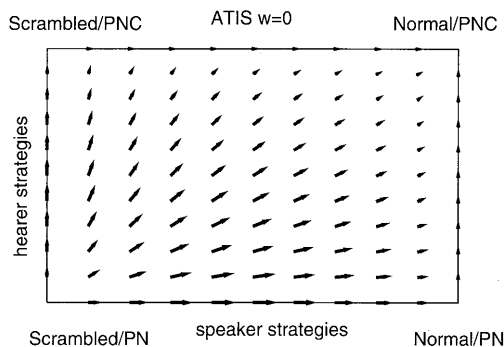 Scrambled/PNC ATIS w=0 Normal/PNC
hearer strategies
Scrambled/PN speaker strategies Normal/PN